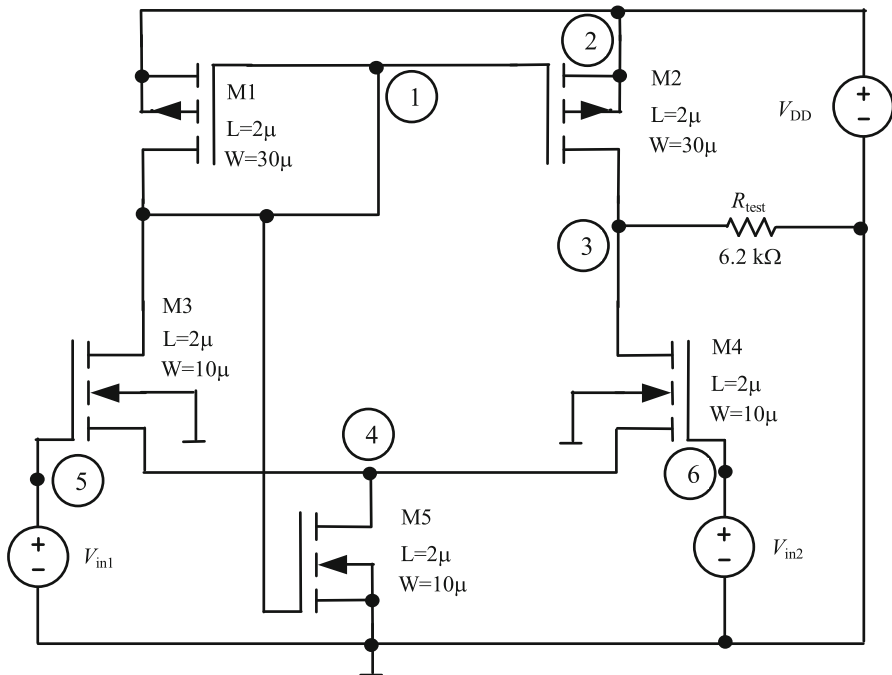 2
M1
L=2μ
W=30μ
1
M2
L=2μ
W=30μ
+
V_DD
−
3
R_test
6.2 kΩ
M3
L=2μ
W=10μ
M4
L=2μ
W=10μ
4
5
6
+
V_in1
−
M5
L=2μ
W=10μ
+
V_in2
−